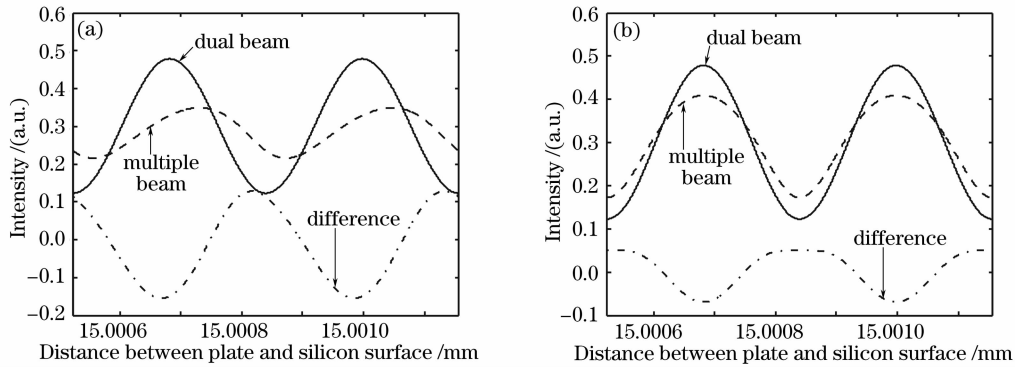 (a)
Intensity /(a.u.)
0.6
0.5
0.4
0.3
0.2
0.1
0.0
−0.1
−0.2
dual beam
multiple
beam
difference
15.0006 15.0008 15.0010
Distance between plate and silicon surface /mm
(b)
Intensity /(a.u.)
0.6
0.5
0.4
0.3
0.2
0.1
0.0
−0.1
dual beam
multiple
beam
difference
15.0006 15.0008 15.0010
Distance between plate and silicon surface /mm